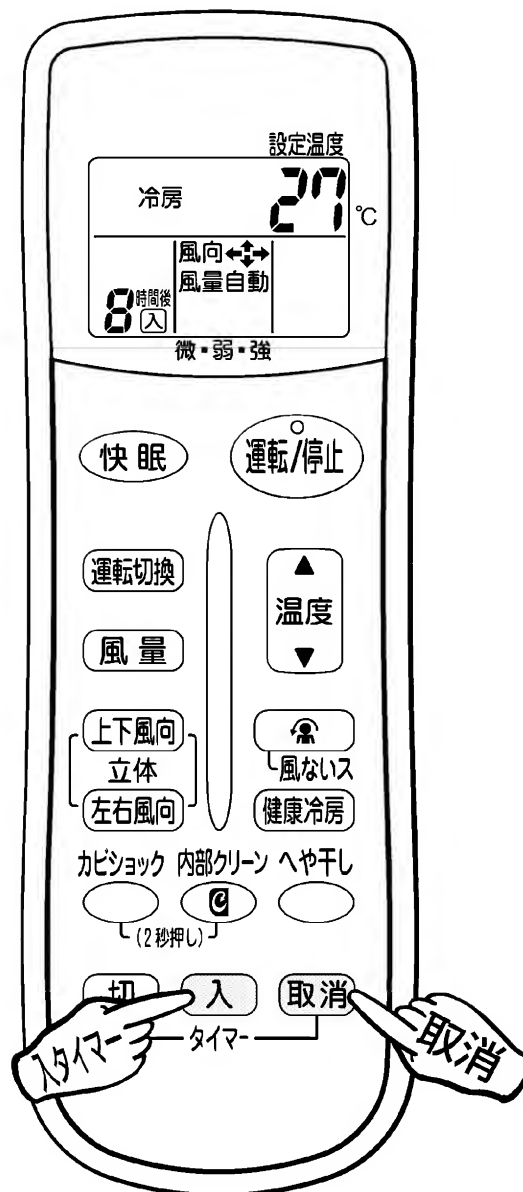 設定温度
冷房 27℃
風向
風量自動
8時間後
入
微・弱・強
快眠
運転/停止
運転切換
温度
風量
上下風向
立体
風ないス
左右風向
健康冷房
カビショック 内部クリーン へや干し
(2秒押し)
切 入 取消
タイマー
入タイマー
取消